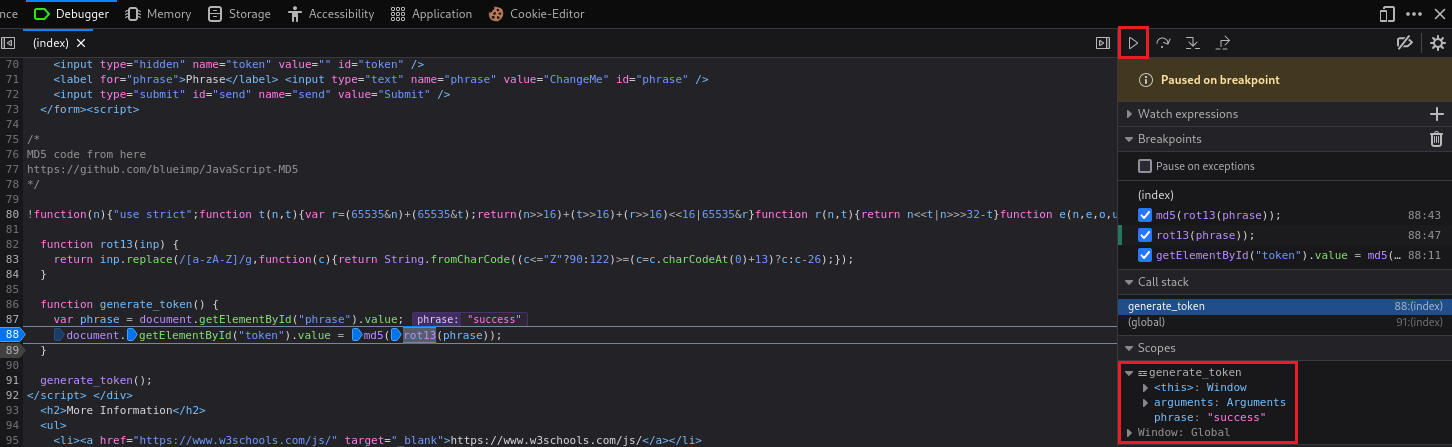 nce Debugger Memory Storage Accessibility Application Cookie-Editor
(index)
Paused on breakpoint
70 <input type="hidden" name="token" value="" id="token" />
71 <label for="phrase">Phrase</label> <input type="text" name="phrase" value="ChangeMe" id="phrase" />
72 <input type="submit" id="send" name="send" value="Submit" />
73 </form><script>
74
75 /*
76 MD5 code from here
77 https://github.com/blueimp/JavaScript-MD5
78 */
79
80 !function(n){"use strict";function t(n,t){var r=(65535&n)+(65535&t);return(n>>16)+(t>>16)+(r>>16)<<16|65535&r}function r(n,t){return n<<t|n>>>32-t}function e(n,e,o,u
81
82 function rot13(inp) {
83 return inp.replace(/[a-zA-Z]/g,function(c){return String.fromCharCode((c<="Z"?90:122)>=(c=c.charCodeAt(0)+13)?c:c-26);});
84 }
85
86 function generate_token() {
87 var phrase = document.getElementById("phrase").value; phrase: "success"
88 document.getElementById("token").value = md5(rot13(phrase));
89 }
90
91 generate_token();
92 </script> </div>
93 <h2>More Information</h2>
94 <ul>
95 <li><a href="https://www.w3schools.com/js/" target="_blank">https://www.w3schools.com/js/</a></li>
Watch expressions
Breakpoints
Pause on exceptions
(index)
md5(rot13(phrase)); 88:43
rot13(phrase)); 88:47
getElementById("token").value = md5(… 88:11
Call stack
generate_token 88:(index)
(global) 91:(index)
Scopes
generate_token
<this>: Window
arguments: Arguments
phrase: "success"
Window: Global